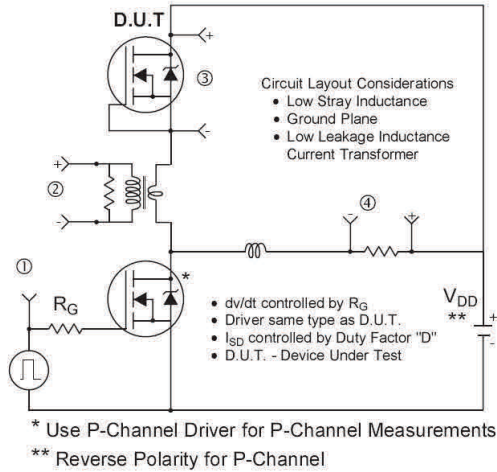 D.U.T
+
③
-
Circuit Layout Considerations
• Low Stray Inductance
• Ground Plane
• Low Leakage Inductance
Current Transformer
+
②
-
- ④ +
①
R_G
*
• dv/dt controlled by R_G
• Driver same type as D.U.T.
• I_SD controlled by Duty Factor "D"
• D.U.T. - Device Under Test
V_DD
**
+
-
* Use P-Channel Driver for P-Channel Measurements
** Reverse Polarity for P-Channel